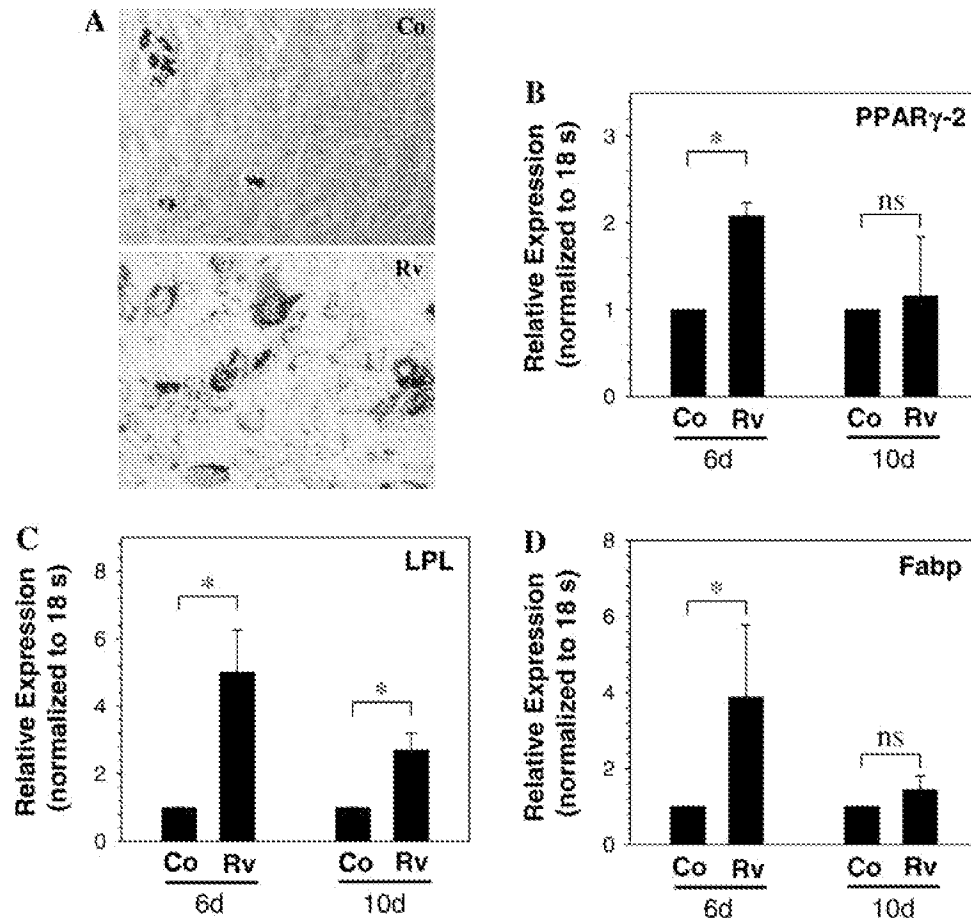 A
Co
Rv
B
PPARγ-2
Relative Expression
(normalized to 18 s)
3
2
1
0
*
ns
Co Rv Co Rv
6d 10d
C
LPL
Relative Expression
(normalized to 18 s)
8
6
4
2
0
*
*
Co Rv Co Rv
6d 10d
D
Fabp
Relative Expression
(normalized to 18 s)
8
6
4
2
0
*
ns
Co Rv Co Rv
6d 10d